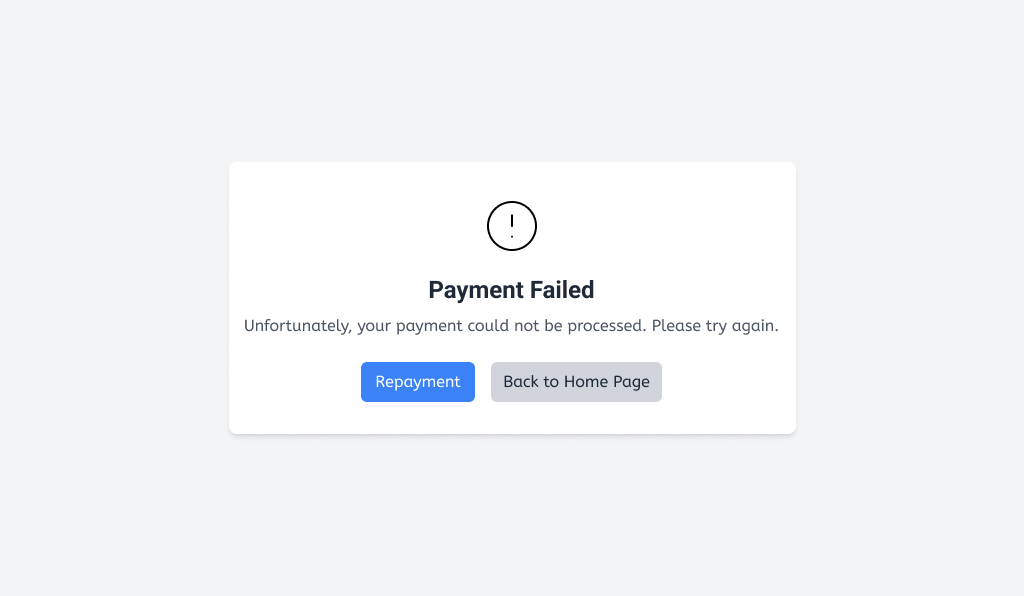 Payment Failed
Unfortunately, your payment could not be processed. Please try again.
Repayment
Back to Home Page